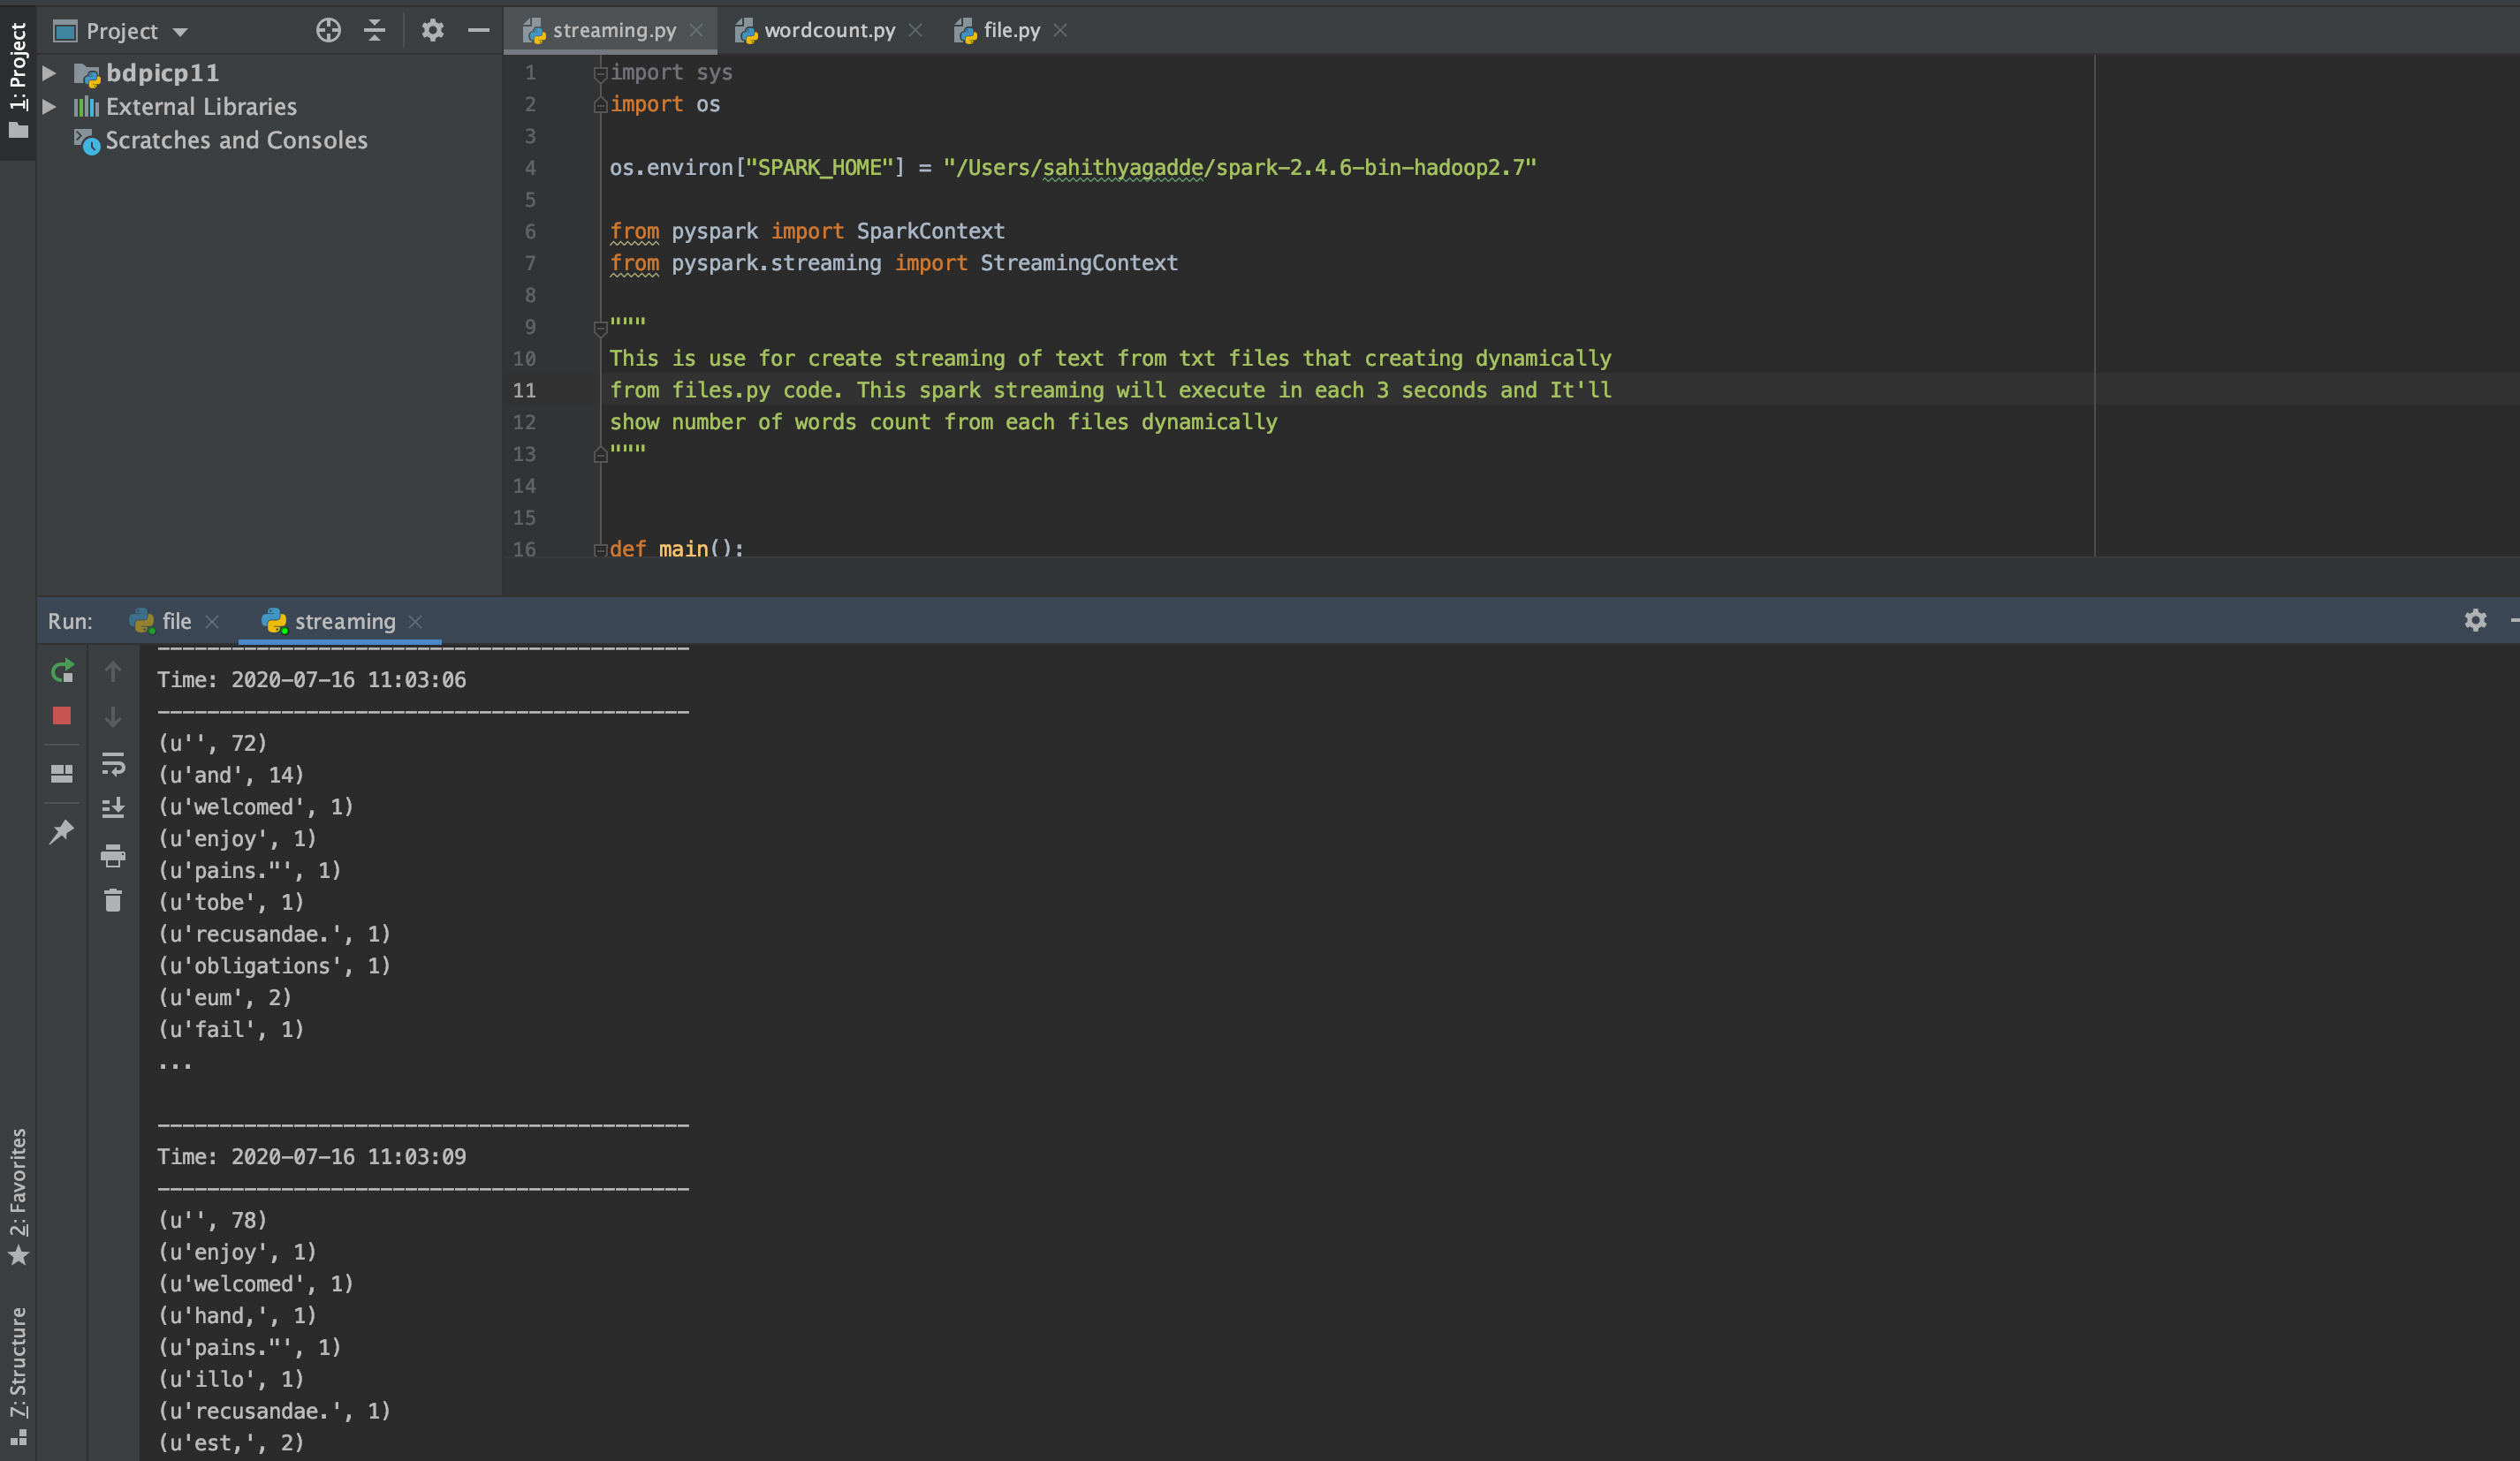 1: Project
Project
bdpicp11
External Libraries
Scratches and Consoles
streaming.py
wordcount.py
file.py
1 import sys
2 import os
3
4 os.environ["SPARK_HOME"] = "/Users/sahithyagadde/spark-2.4.6-bin-hadoop2.7"
5
6 from pyspark import SparkContext
7 from pyspark.streaming import StreamingContext
8
9 """
10 This is use for create streaming of text from txt files that creating dynamically
11 from files.py code. This spark streaming will execute in each 3 seconds and It'll
12 show number of words count from each files dynamically
13 """
14
15
16 def main():
Run: file streaming
-------------------------------------------
Time: 2020-07-16 11:03:06
-------------------------------------------
(u'', 72)
(u'and', 14)
(u'welcomed', 1)
(u'enjoy', 1)
(u'pains."', 1)
(u'tobe', 1)
(u'recusandae.', 1)
(u'obligations', 1)
(u'eum', 2)
(u'fail', 1)
...
-------------------------------------------
Time: 2020-07-16 11:03:09
-------------------------------------------
(u'', 78)
(u'enjoy', 1)
(u'welcomed', 1)
(u'hand,', 1)
(u'pains."', 1)
(u'illo', 1)
(u'recusandae.', 1)
(u'est,', 2)
2: Favorites
7: Structure